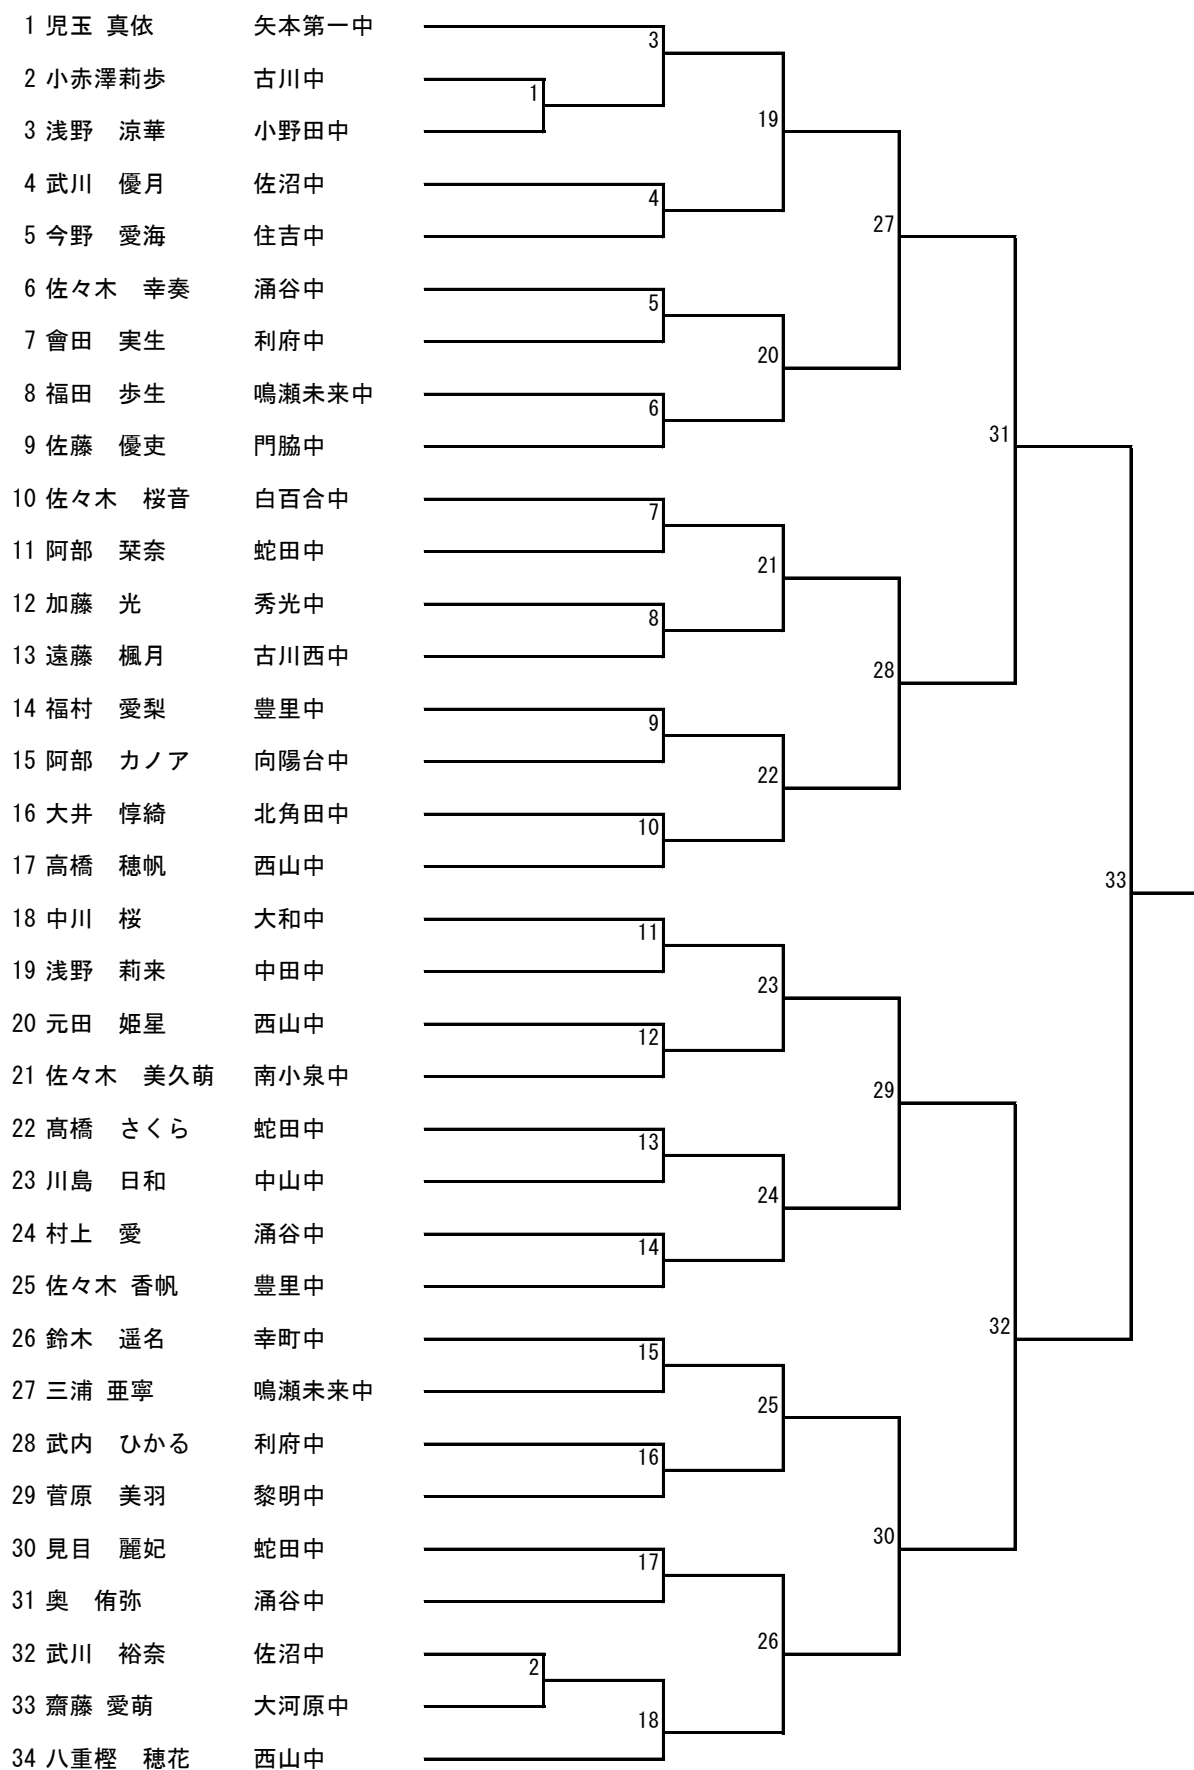 1 児玉 真依 矢本第一中
3
2 小赤澤莉歩 古川中
1
3 浅野 涼華 小野田中
19
4 武川 優月 佐沼中
4
5 今野 愛海 住吉中
27
6 佐々木 幸奏 涌谷中
5
7 會田 実生 利府中
20
8 福田 歩生 鳴瀬未来中
6
9 佐藤 優吏 門脇中
31
10 佐々木 桜音 白百合中
7
11 阿部 栞奈 蛇田中
21
12 加藤 光 秀光中
8
13 遠藤 楓月 古川西中
28
14 福村 愛梨 豊里中
9
15 阿部 カノア 向陽台中
22
16 大井 惇綺 北角田中
10
17 高橋 穂帆 西山中
33
18 中川 桜 大和中
11
19 浅野 莉来 中田中
23
20 元田 姫星 西山中
12
21 佐々木 美久萌 南小泉中
29
22 髙橋 さくら 蛇田中
13
23 川島 日和 中山中
24
24 村上 愛 涌谷中
14
25 佐々木 香帆 豊里中
32
26 鈴木 遥名 幸町中
15
27 三浦 亜寧 鳴瀬未来中
25
28 武内 ひかる 利府中
16
29 菅原 美羽 黎明中
30
30 見目 麗妃 蛇田中
17
31 奥 侑弥 涌谷中
26
32 武川 裕奈 佐沼中
2
33 齋藤 愛萌 大河原中
18
34 八重樫 穂花 西山中